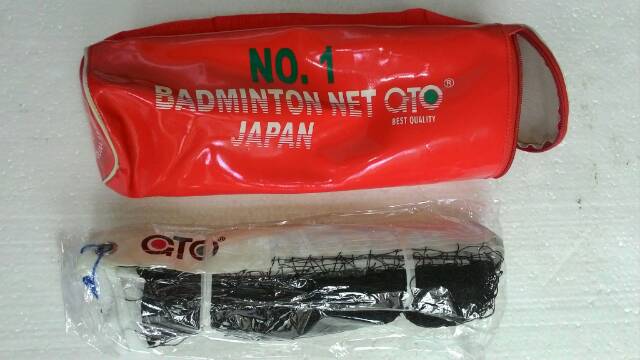 NO. 1
BADMINTON NET GTO®
BEST QUALITY
JAPAN
GTO®